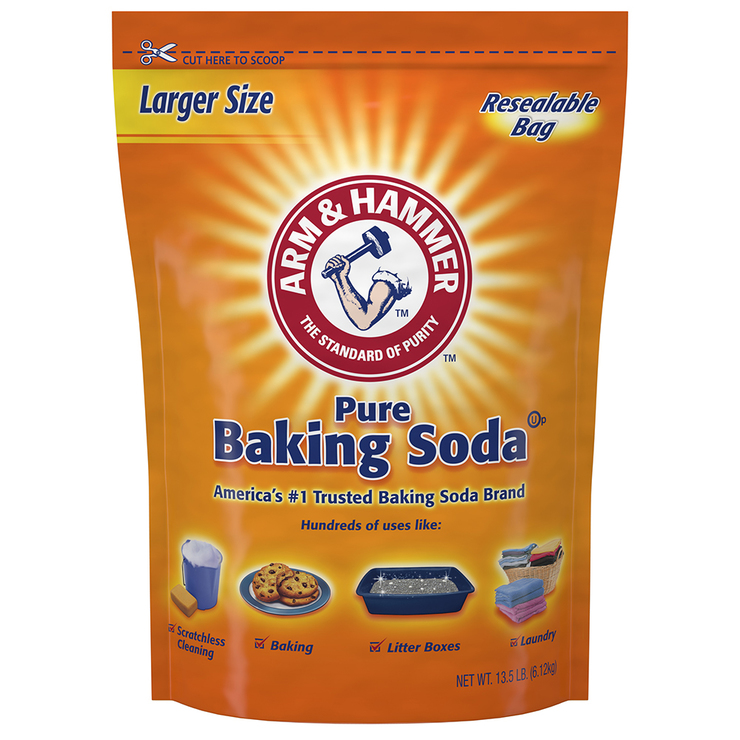 CUT HERE TO SCOOP
Larger Size
Resealable
Bag
ARM & HAMMER
TM
THE STANDARD OF PURITY
TM
Pure
Baking Soda
U P
America's #1 Trusted Baking Soda Brand
Hundreds of uses like:
Scratchless
Cleaning
Baking
Litter Boxes
Laundry
NET WT. 13.5 LB. (6.12kg)